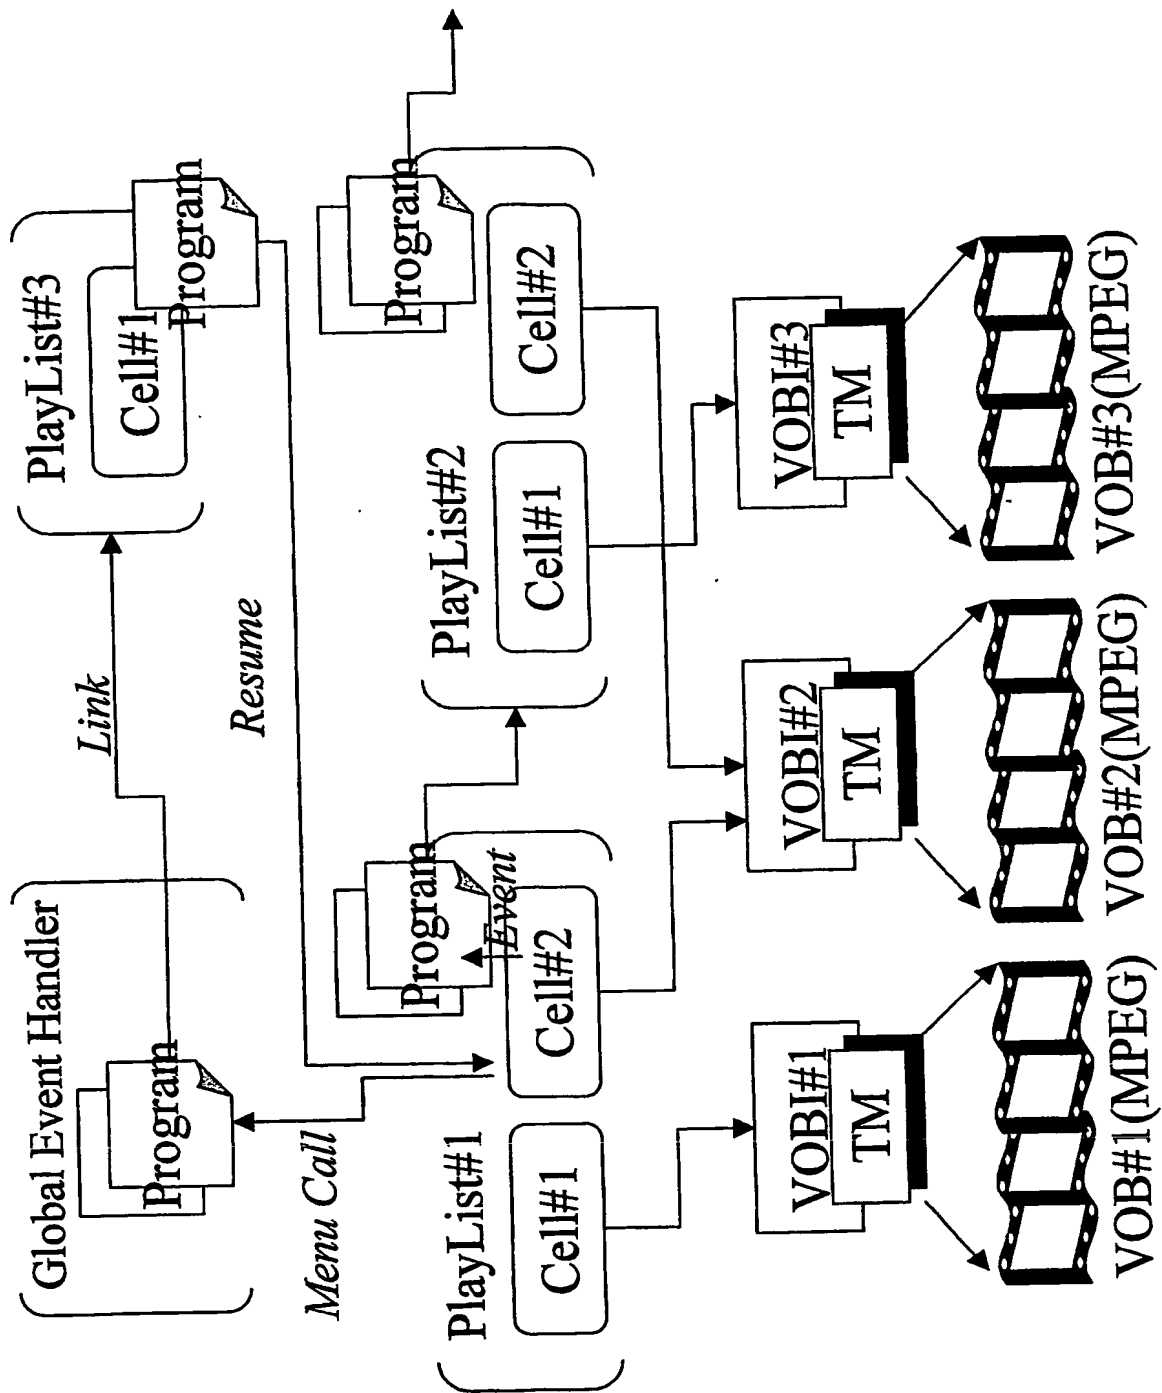 Global Event Handler
Program
Link
PlayList#3
Cell#1
Program
Menu Call
Resume
PlayList#1
Cell#1
Cell#2
Event
Program
PlayList#2
Cell#1
Cell#2
Program
VOBI#1
TM
VOBI#2
TM
VOBI#3
TM
VOB#1(MPEG)
VOB#2(MPEG)
VOB#3(MPEG)